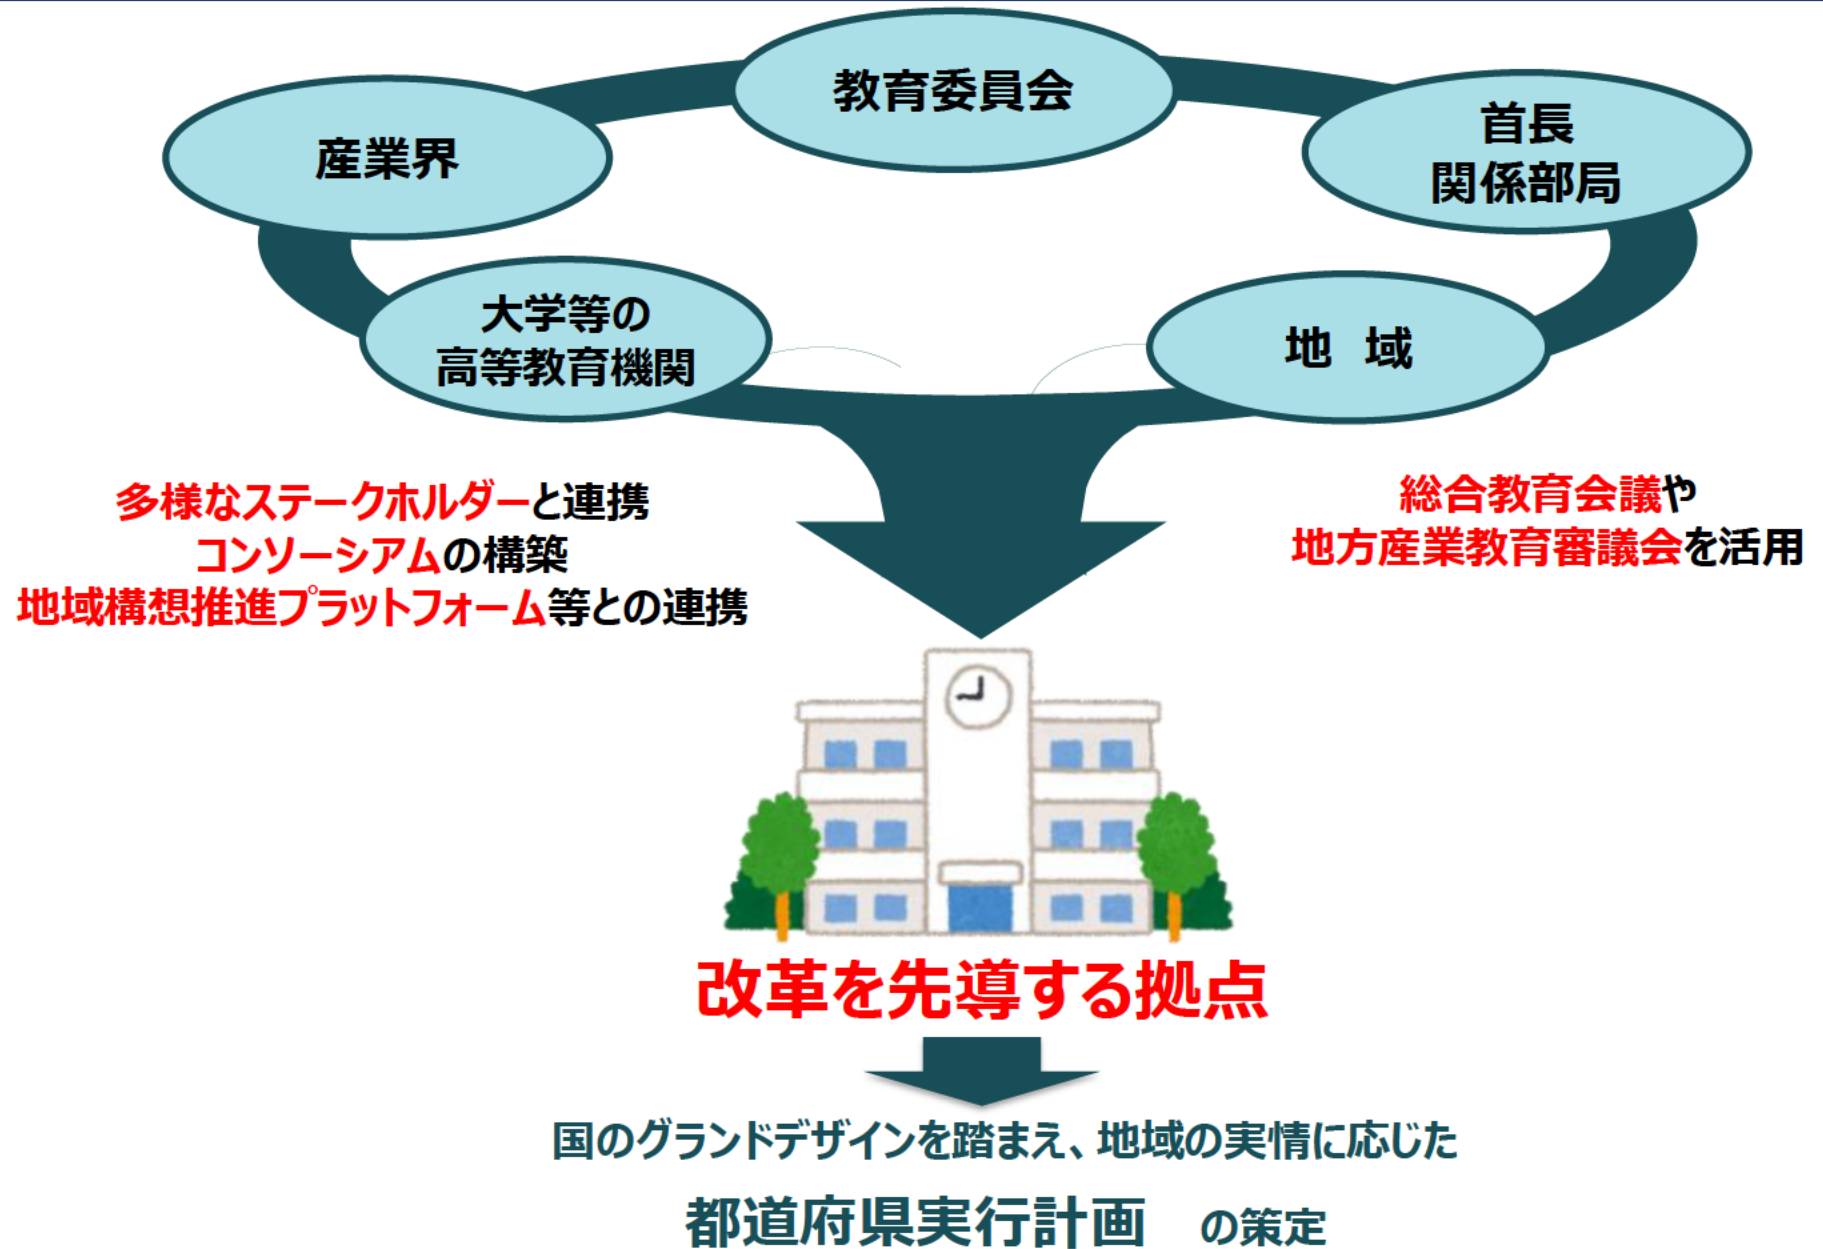 教育委員会
産業界
首長
関係部局
大学等の
高等教育機関
地 域
多様なステークホルダーと連携
コンソーシアムの構築
地域構想推進プラットフォーム等との連携
総合教育会議や
地方産業教育審議会を活用
改革を先導する拠点
国のグランドデザインを踏まえ、地域の実情に応じた
都道府県実行計画 の策定